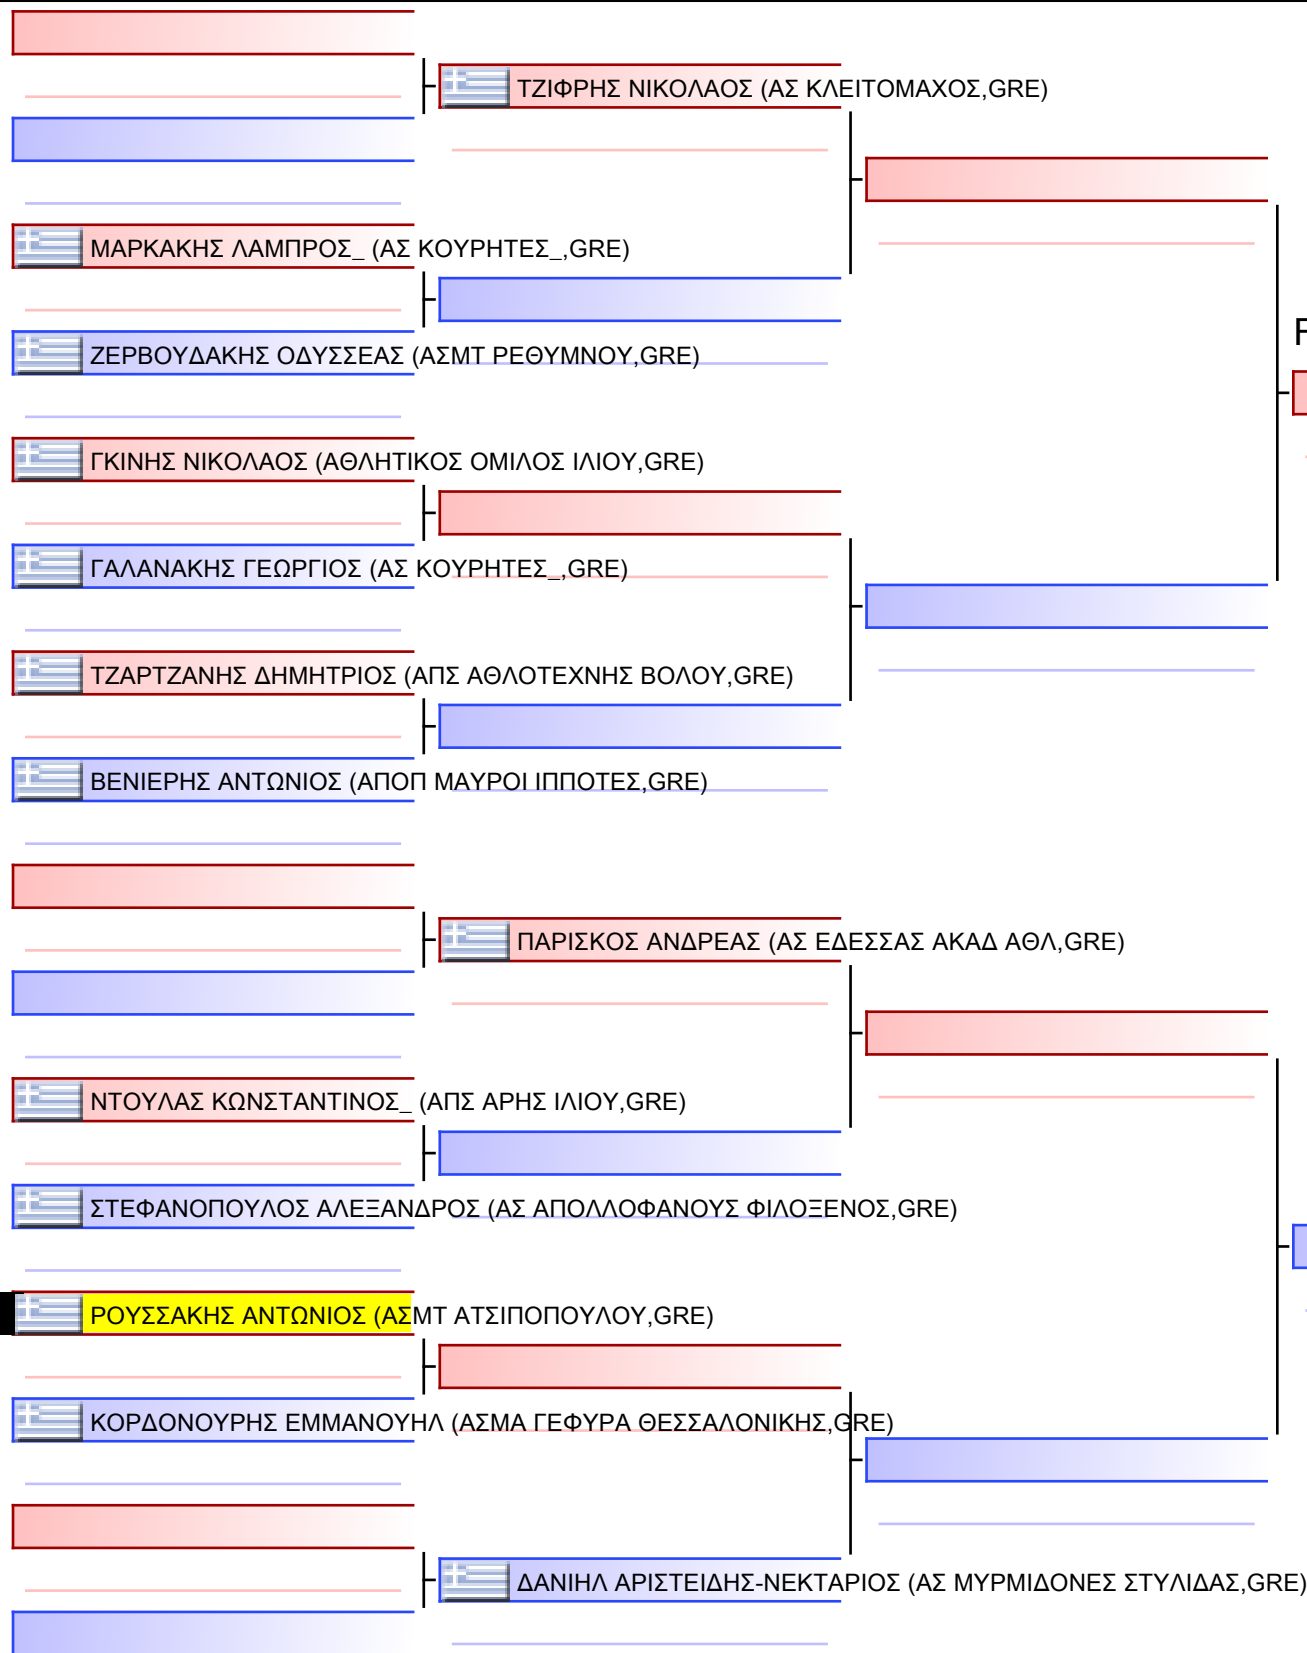 ΤΖΙΦΡΗΣ ΝΙΚΟΛΑΟΣ (ΑΣ ΚΛΕΙΤΟΜΑΧΟΣ,GRE)
ΜΑΡΚΑΚΗΣ ΛΑΜΠΡΟΣ_ (ΑΣ ΚΟΥΡΗΤΕΣ_,GRE)
ΖΕΡΒΟΥΔΑΚΗΣ ΟΔΥΣΣΕΑΣ (ΑΣΜΤ ΡΕΘΥΜΝΟΥ,GRE)
ΓΚΙΝΗΣ ΝΙΚΟΛΑΟΣ (ΑΘΛΗΤΙΚΟΣ ΟΜΙΛΟΣ ΙΛΙΟΥ,GRE)
ΓΑΛΑΝΑΚΗΣ ΓΕΩΡΓΙΟΣ (ΑΣ ΚΟΥΡΗΤΕΣ_,GRE)
ΤΖΑΡΤΖΑΝΗΣ ΔΗΜΗΤΡΙΟΣ (ΑΠΣ ΑΘΛΟΤΕΧΝΗΣ ΒΟΛΟΥ,GRE)
ΒΕΝΙΕΡΗΣ ΑΝΤΩΝΙΟΣ (ΑΠΟΠ ΜΑΥΡΟΙ ΙΠΠΟΤΕΣ,GRE)
ΠΑΡΙΣΚΟΣ ΑΝΔΡΕΑΣ (ΑΣ ΕΔΕΣΣΑΣ ΑΚΑΔ ΑΘΛ,GRE)
ΝΤΟΥΛΑΣ ΚΩΝΣΤΑΝΤΙΝΟΣ_ (ΑΠΣ ΑΡΗΣ ΙΛΙΟΥ,GRE)
ΣΤΕΦΑΝΟΠΟΥΛΟΣ ΑΛΕΞΑΝΔΡΟΣ (ΑΣ ΑΠΟΛΛΟΦΑΝΟΥΣ ΦΙΛΟΞΕΝΟΣ,GRE)
ΡΟΥΣΣΑΚΗΣ ΑΝΤΩΝΙΟΣ (ΑΣΜΤ ΑΤΣΙΠΟΠΟΥΛΟΥ,GRE)
ΚΟΡΔΟΝΟΥΡΗΣ ΕΜΜΑΝΟΥΗΛ (ΑΣΜΑ ΓΕΦΥΡΑ ΘΕΣΣΑΛΟΝΙΚΗΣ,GRE)
ΔΑΝΙΗΛ ΑΡΙΣΤΕΙΔΗΣ-ΝΕΚΤΑΡΙΟΣ (ΑΣ ΜΥΡΜΙΔΟΝΕΣ ΣΤΥΛΙΔΑΣ,GRE)